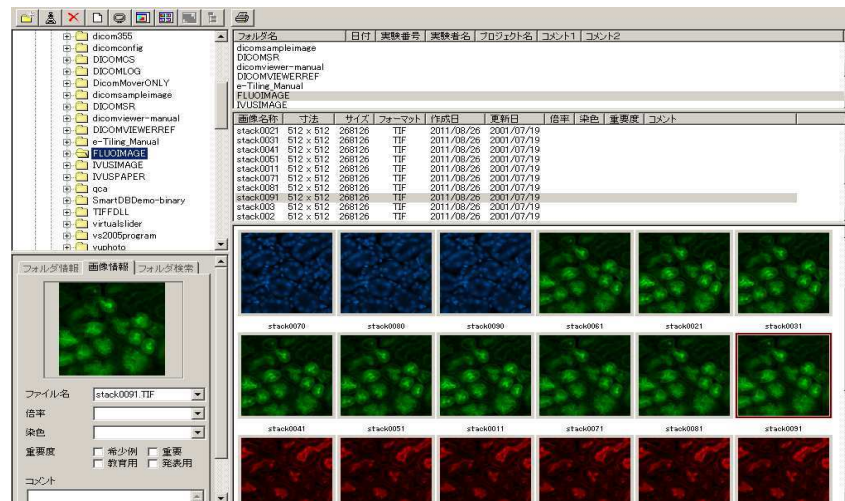 dicom355
dicomconfig
DICOMCS
DICOMLOG
DicomMoverONLY
dicomsampleimage
DICOMSR
dicomviewer-manual
DICOMVIEWERREF
e-Tiling_Manual
FLUOIMAGE
IVUSIMAGE
IVUSPAPER
qca
SmartDBDemo-binary
TIFFDLL
virtualslider
vs2005program
yuphoto
フォルダ名 日付 実験番号 実験者名 プロジェクト名 コメント1 コメント2
dicomsampleimage
DICOMSR
dicomviewer-manual
DICOMVIEWERREF
e-Tiling_Manual
FLUOIMAGE
IVUSIMAGE
画像名称 寸法 サイズ フォーマット 作成日 更新日 倍率 染色 重要度 コメント
stack0021 512 × 512 268126 TIF 2011/08/26 2001/07/19
stack0031 512 × 512 268126 TIF 2011/08/26 2001/07/19
stack0041 512 × 512 268126 TIF 2011/08/26 2001/07/19
stack0051 512 × 512 268126 TIF 2011/08/26 2001/07/19
stack0011 512 × 512 268126 TIF 2011/08/26 2001/07/19
stack0071 512 × 512 268126 TIF 2011/08/26 2001/07/19
stack0081 512 × 512 268126 TIF 2011/08/26 2001/07/19
stack0091 512 × 512 268126 TIF 2011/08/26 2001/07/19
stack003 512 × 512 268126 TIF 2011/08/26 2001/07/19
stack002 512 × 512 268126 TIF 2011/08/26 2001/07/19
フォルダ情報 画像情報 フォルダ検索
ファイル名 stack0091.TIF
倍率
染色
重要度 希少例 重要
教育用 発表用
コメント
stack0070 stack0080 stack0090 stack0061 stack0021 stack0031
stack0041 stack0051 stack0011 stack0071 stack0081 stack0091